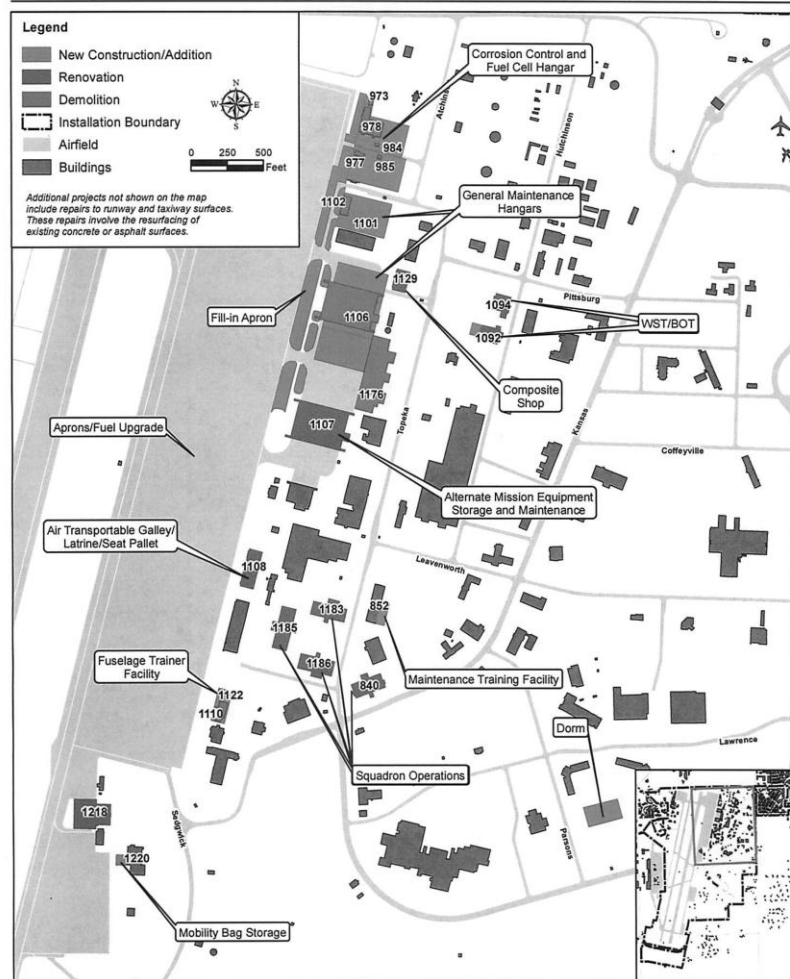 Legend
New Construction/Addition
Renovation
Demolition
Installation Boundary
Airfield
Buildings
N
W
E
S
0 250 500
Feet
Additional projects not shown on the map
include repairs to runway and taxiway surfaces.
These repairs involve the resurfacing of
existing concrete or asphalt surfaces.
Corrosion Control and
Fuel Cell Hangar
Atchins
Hutchinson
973
978
984
977
985
General Maintenance
Hangars
1102
1101
1129
Pittsburg
1094
Fill-in Apron
1106
WST/BOT
1092
Composite
Shop
1176
Topeka
Kansas
1107
Aprons/Fuel Upgrade
Coffeyville
Alternate Mission Equipment
Storage and Maintenance
Air Transportable Galley/
Latrine/Seat Pallet
Leavenworth
1108
1183
852
1185
Fuselage Trainer
Facility
1186
840
Maintenance Training Facility
1122
1110
Dorm
Lawrence
Squadron Operations
Sedgwick
1218
Parsons
1220
Mobility Bag Storage